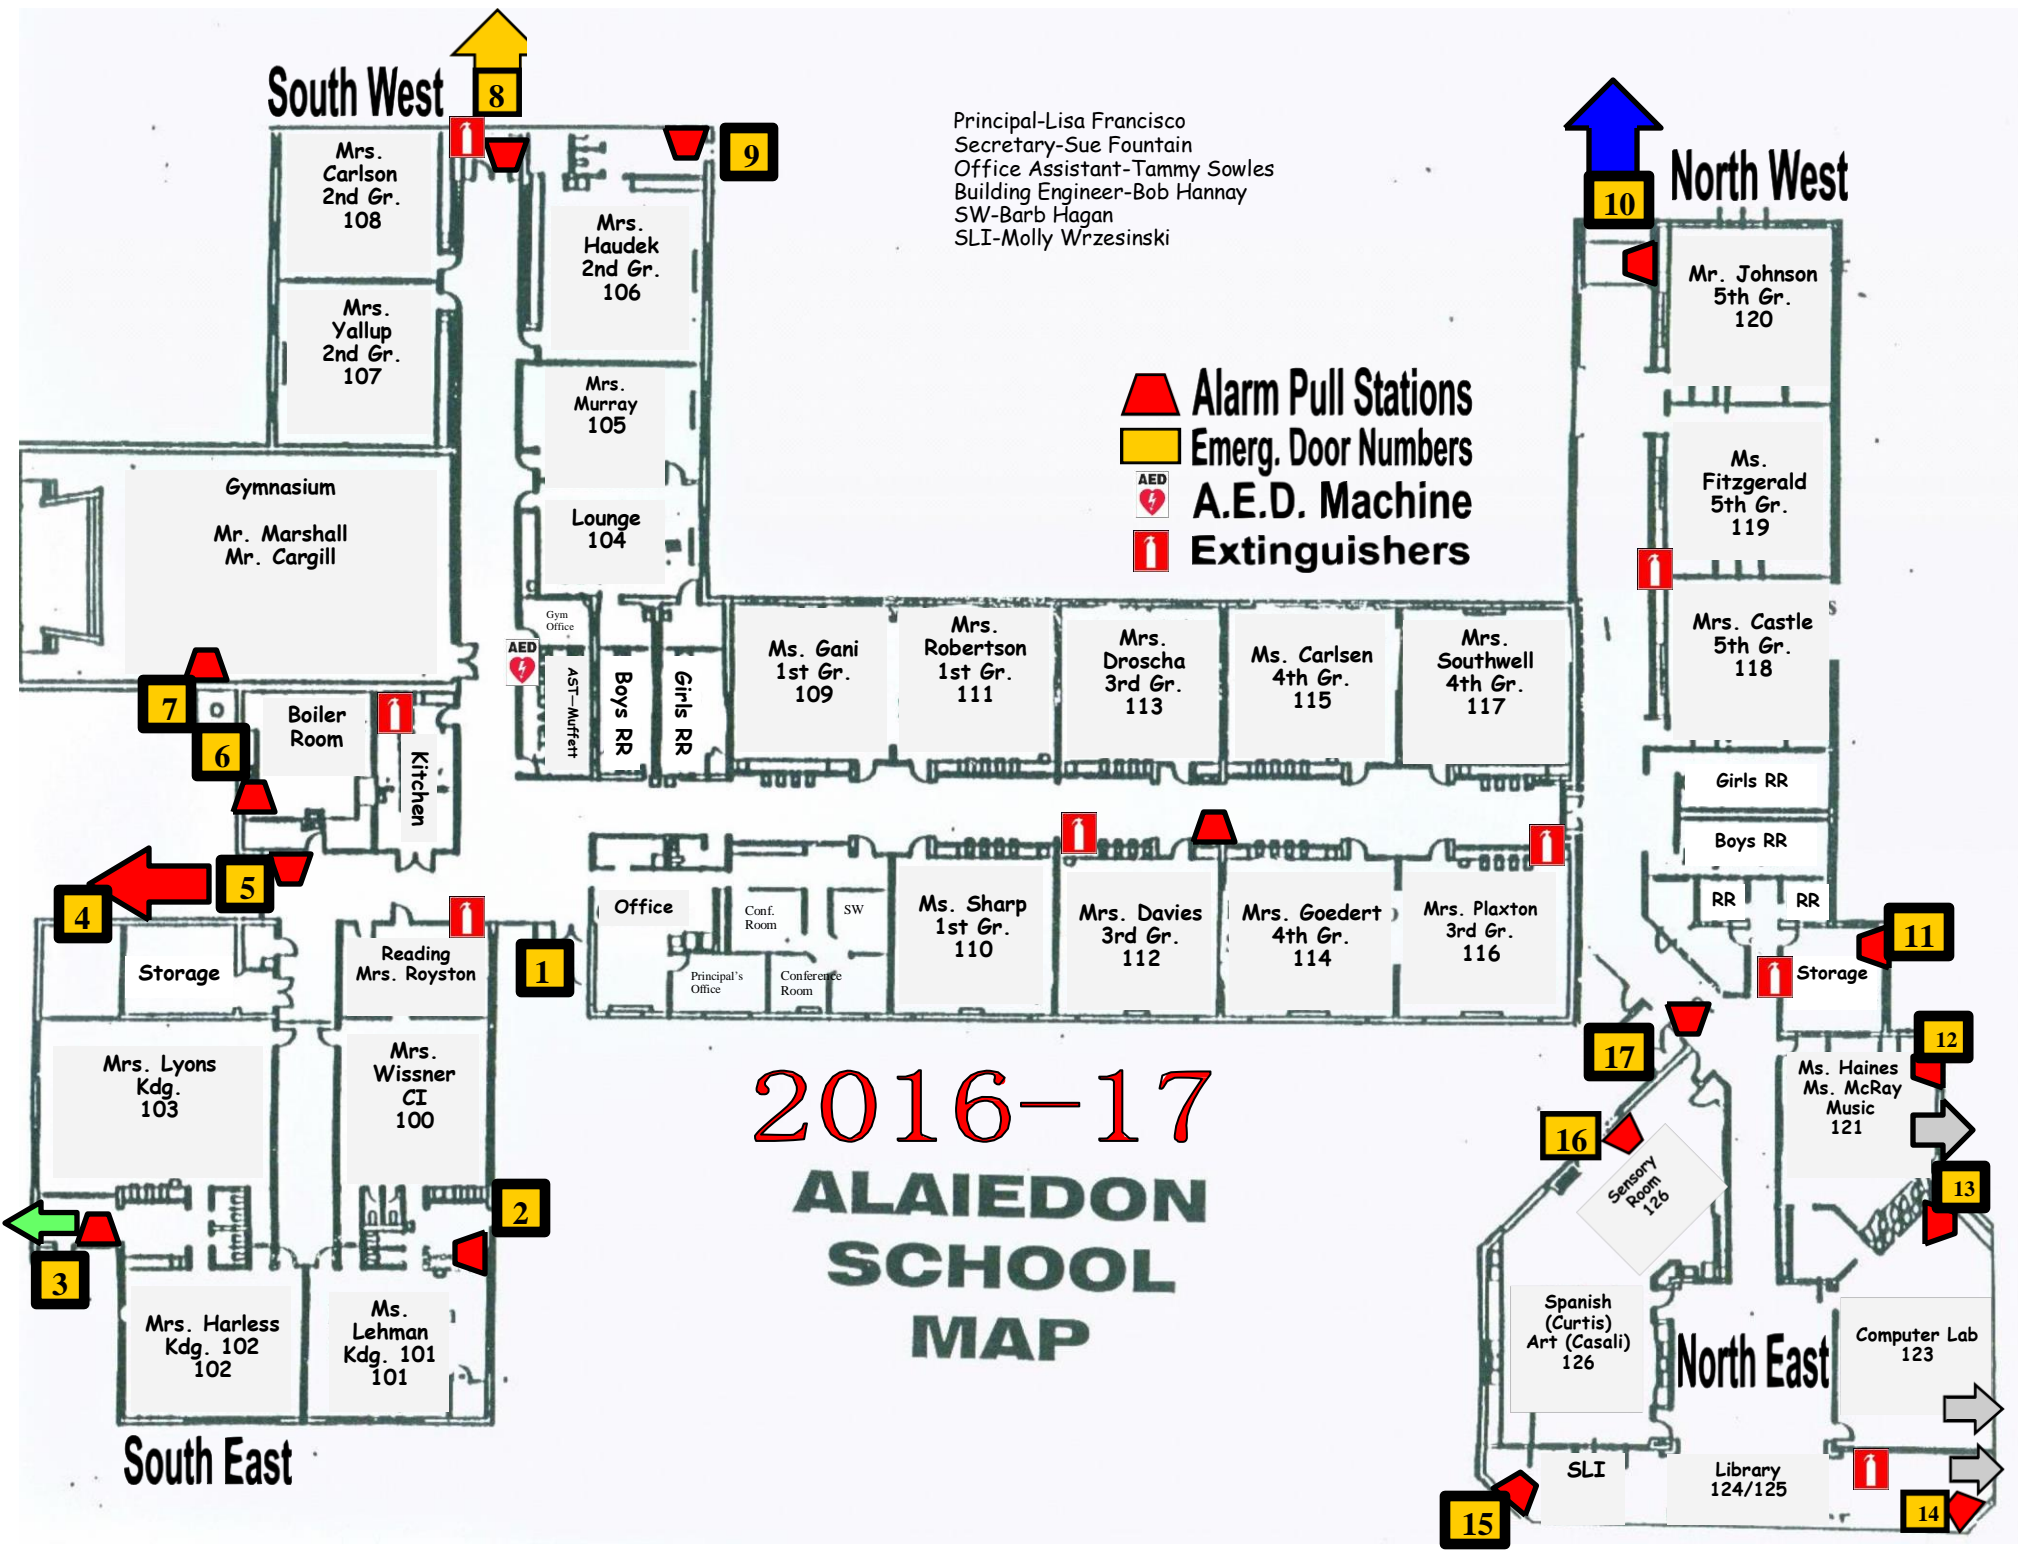 South West
8
9
Mrs.
Carlson
2nd Gr.
108
Mrs.
Haudek
2nd Gr.
106
Mrs.
Yallup
2nd Gr.
107
Mrs.
Murray
105
Gymnasium
Mr. Marshall
Mr. Cargill
Lounge
104
Gym
Office
AED
AST—Muffett
Boys RR
Girls RR
7
6
Boiler
Room
Kitchen
5
4
Principal-Lisa Francisco
Secretary-Sue Fountain
Office Assistant-Tammy Sowles
Building Engineer-Bob Hannay
SW-Barb Hagan
SLI-Molly Wrzesinski
Alarm Pull Stations
Emerg. Door Numbers
AED
A.E.D. Machine
Extinguishers
10
North West
Mr. Johnson
5th Gr.
120
Ms.
Fitzgerald
5th Gr.
119
Mrs. Castle
5th Gr.
118
Girls RR
Boys RR
RR
RR
Ms. Gani
1st Gr.
109
Mrs.
Robertson
1st Gr.
111
Mrs.
Droscha
3rd Gr.
113
Ms. Carlsen
4th Gr.
115
Mrs.
Southwell
4th Gr.
117
Office
Conf.
Room
SW
Principal's
Office
Conference
Room
Ms. Sharp
1st Gr.
110
Mrs. Davies
3rd Gr.
112
Mrs. Goedert
4th Gr.
114
Mrs. Plaxton
3rd Gr.
116
Storage
Reading
Mrs. Royston
1
Mrs. Lyons
Kdg.
103
Mrs.
Wissner
CI
100
2
3
Mrs. Harless
Kdg. 102
102
Ms.
Lehman
Kdg. 101
101
South East
2016-17
ALAIEDON
SCHOOL
MAP
11
Storage
17
12
Ms. Haines
Ms. McRay
Music
121
16
13
Sensory
Room
126
Spanish
(Curtis)
Art (Casali)
126
North East
Computer Lab
123
SLI
Library
124/125
15
14